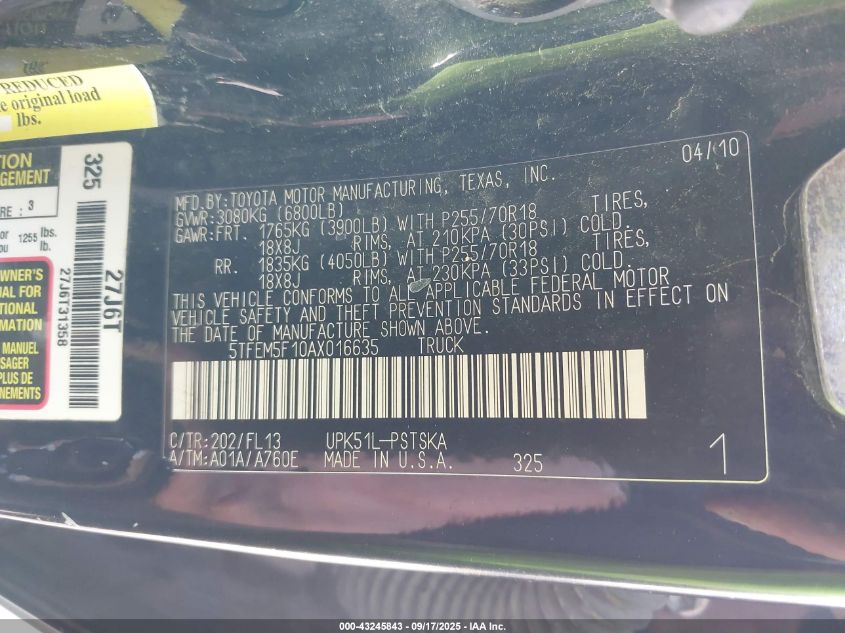 REDUCED
e original load
lbs.
325
3
1255 lbs.
lb.
27J6T31358
27J6T
WNER'S
AL FOR
TIONAL
MATION
MANUEL
SAGER
PLUS DE
NEMENTS
04/10
MFD.BY:TOYOTA MOTOR MANUFACTURING, TEXAS, INC.
GVWR:3080KG (6800LB)
GAWR:FRT. 1765KG (3900LB) WITH P255/70R18 TIRES,
18X8J RIMS, AT 210KPA (30PSI) COLD.
RR. 1835KG (4050LB) WITH P255/70R18 TIRES,
18X8J RIMS, AT 230KPA (33PSI) COLD.
THIS VEHICLE CONFORMS TO ALL APPLICABLE FEDERAL MOTOR
VEHICLE SAFETY AND THEFT PREVENTION STANDARDS IN EFFECT ON
THE DATE OF MANUFACTURE SHOWN ABOVE.
5TFEM5F10AX016635 TRUCK
C/TR:202/FL13 UPK51L-PSTSKA
A/TM:A01A/A760E MADE IN U.S.A. 325 1
000-43245843 - 09/17/2025 - IAA Inc.